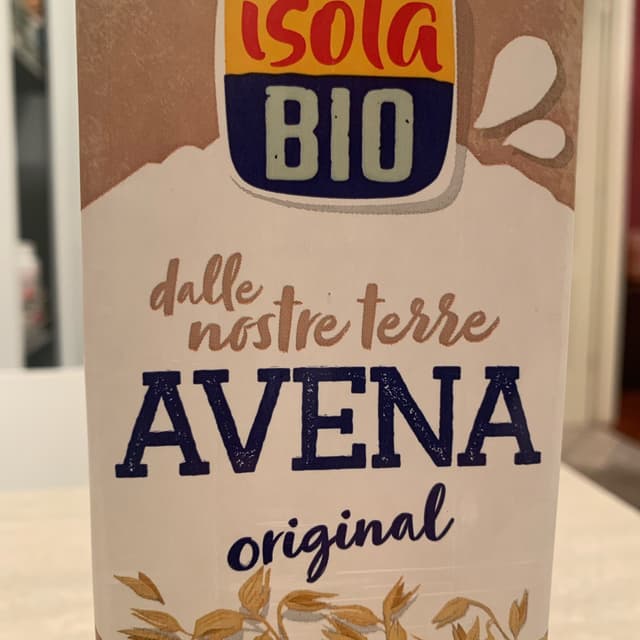 isola
BIO
dalle
nostre terre
AVENA
original